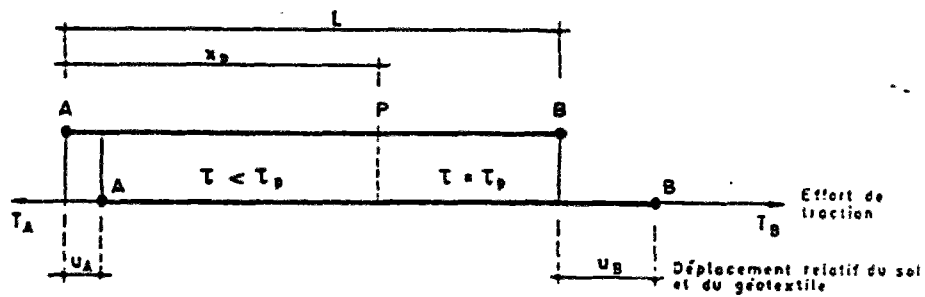 L
x_p
A P B
τ < τ_p τ = τ_p
A B
Effort de
traction
T_A T_B
u_A u_B
Déplacement relatif du sol
et du géotextile